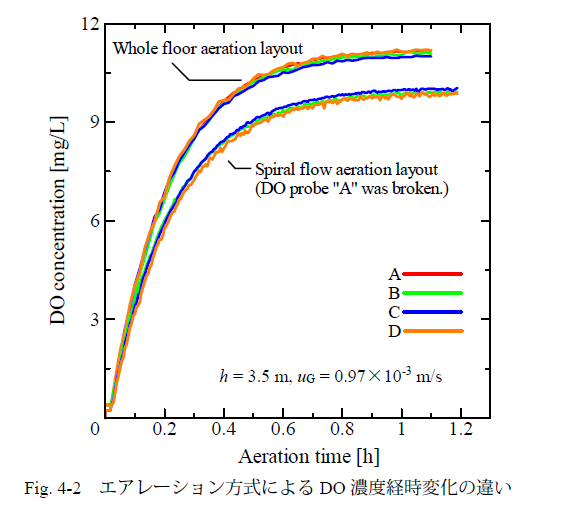 12
Whole floor aeration layout
10
9
Spiral flow aeration layout
(DO probe "A" was broken.)
6
A
B
C
D
3
h = 3.5 m, uG = 0.97×10-3 m/s
0
0.2
0.4
0.6
0.8
1
1.2
DO concentration [mg/L]
Aeration time [h]
Fig. 4-2 エアレーション方式による DO 濃度経時変化の違い